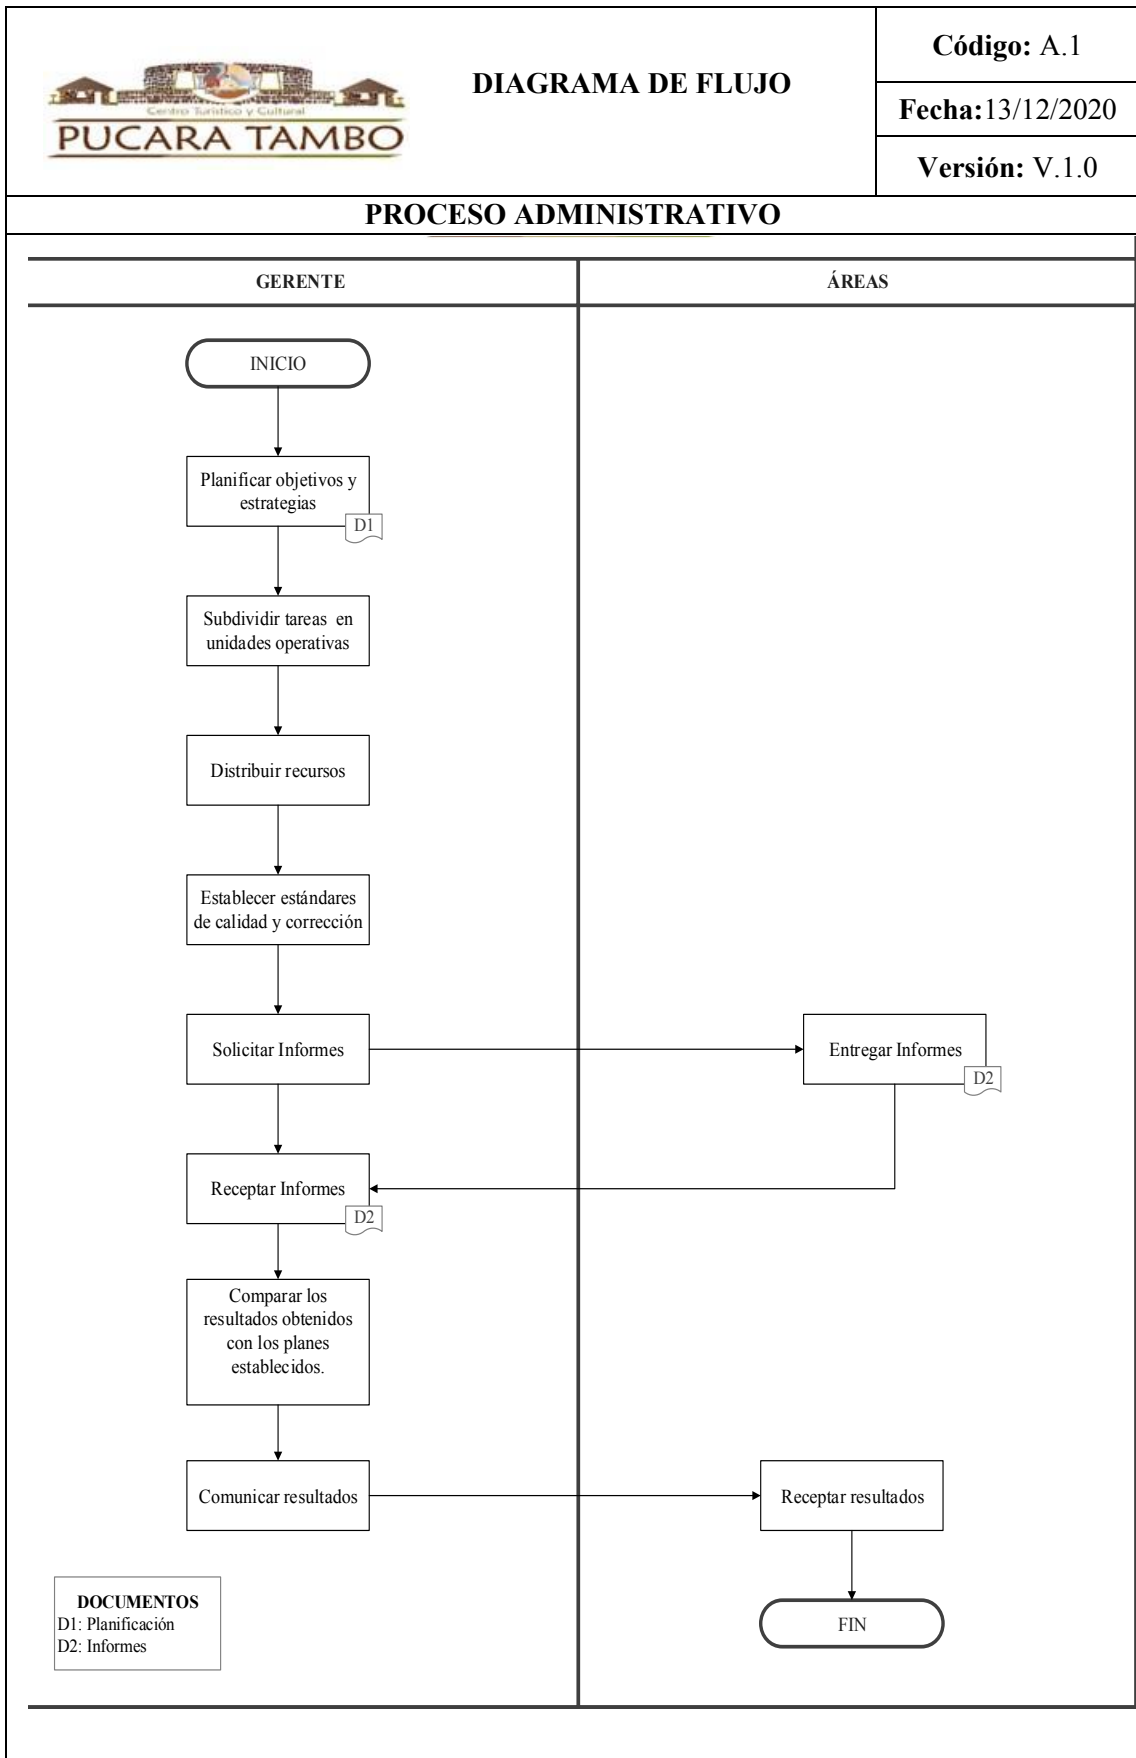 Centro Turístico y Cultural
PUCARA TAMBO
DIAGRAMA DE FLUJO
Código: A.1
Fecha:13/12/2020
Versión: V.1.0
PROCESO ADMINISTRATIVO
GERENTE
ÁREAS
INICIO
Planificar objetivos y
estrategias
D1
Subdividir tareas en
unidades operativas
Distribuir recursos
Establecer estándares
de calidad y corrección
Solicitar Informes
Entregar Informes
D2
Receptar Informes
D2
Comparar los
resultados obtenidos
con los planes
establecidos.
Comunicar resultados
Receptar resultados
FIN
DOCUMENTOS
D1: Planificación
D2: Informes